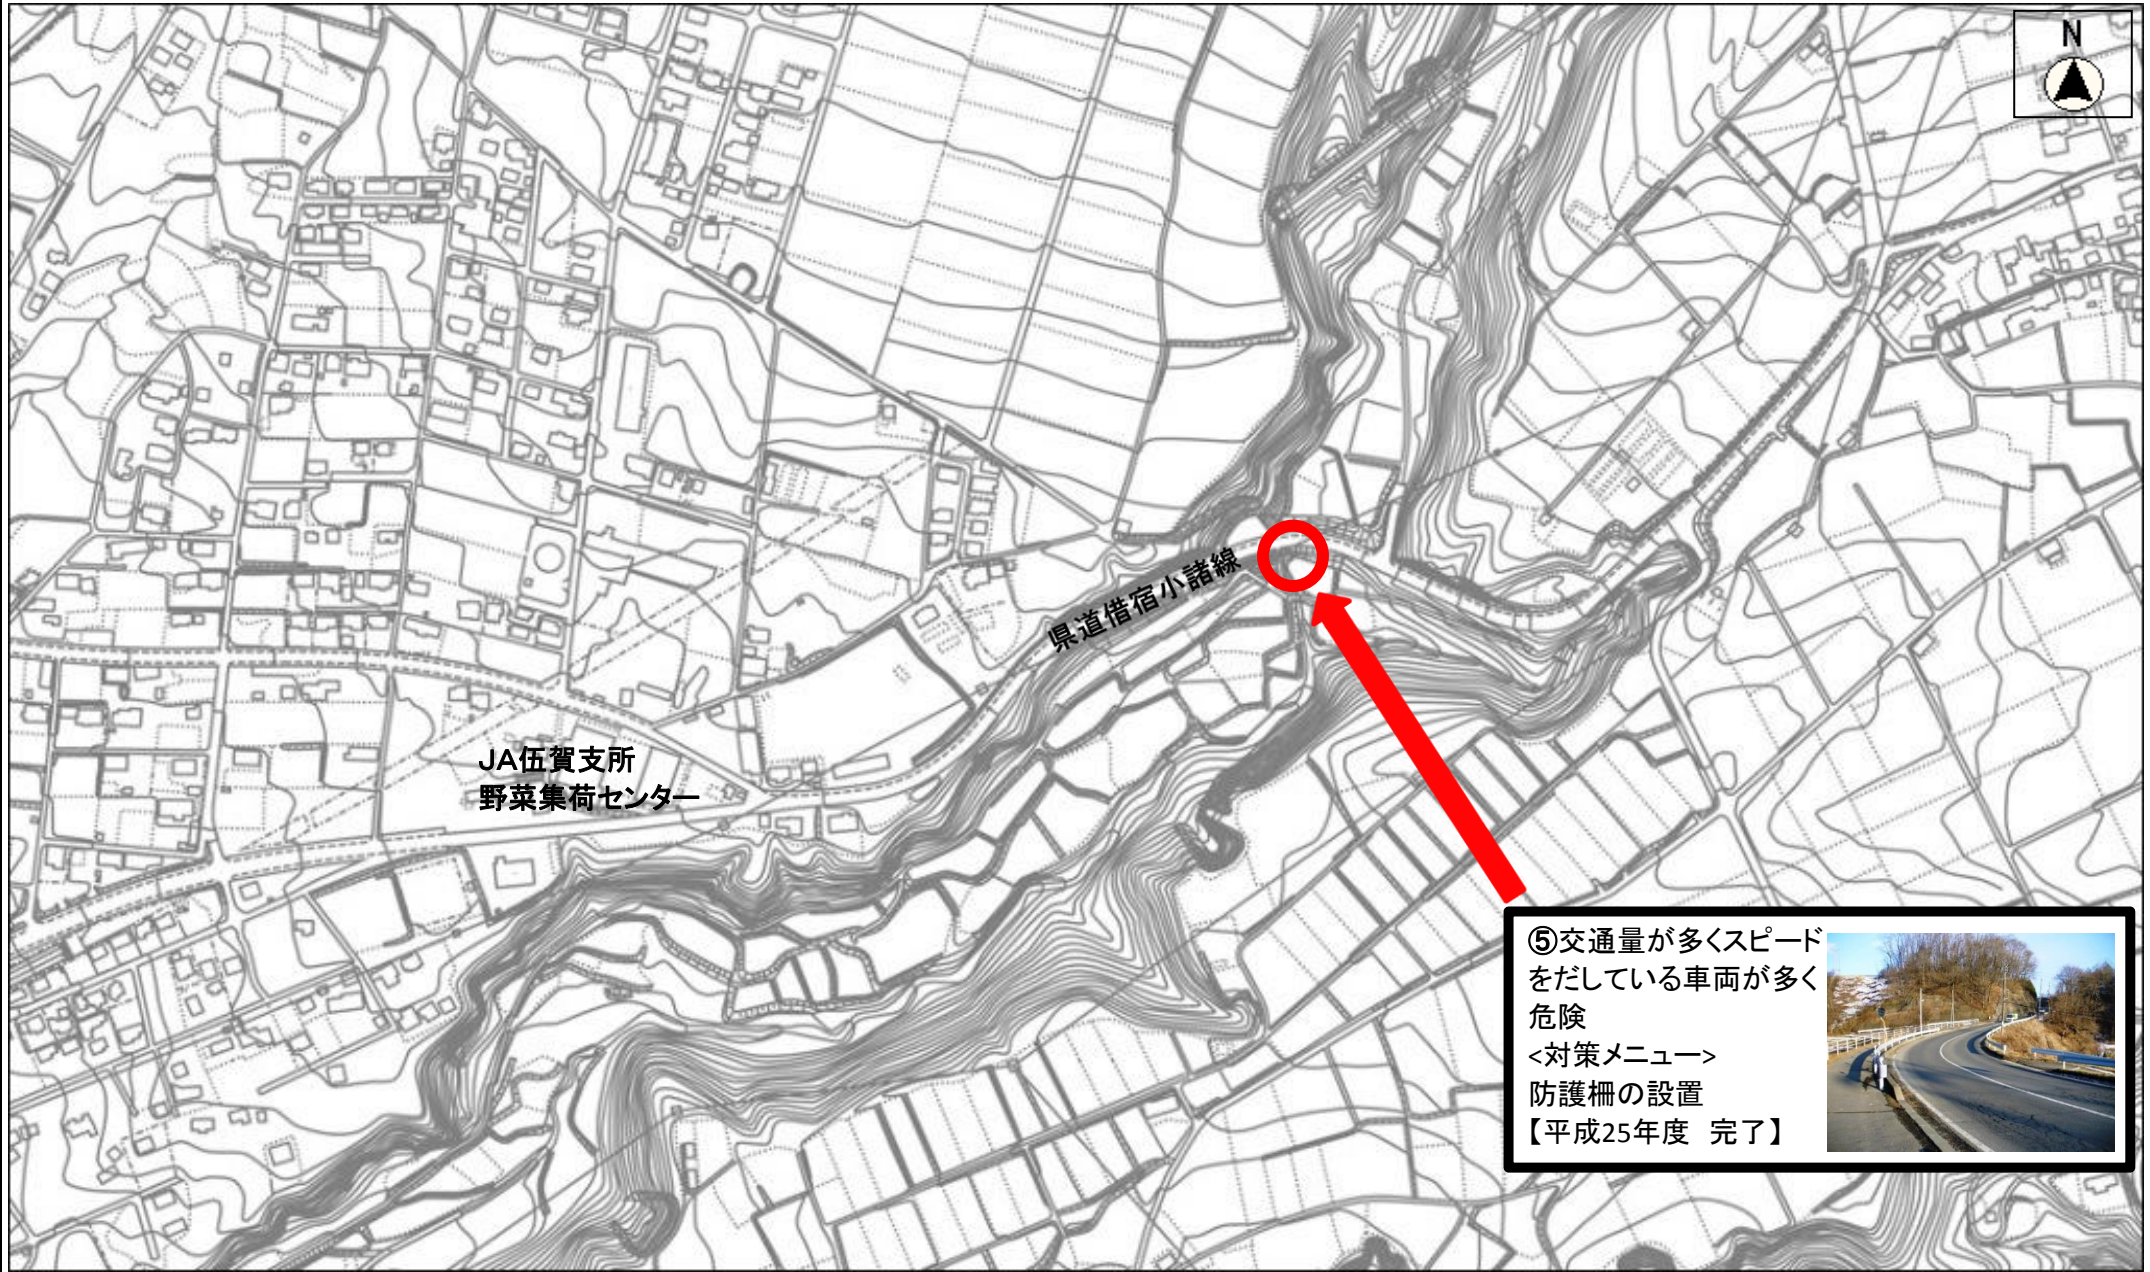 N
県道借宿小諸線
JA伍賀支所
野菜集荷センター
⑤交通量が多くスピード
をだしている車両が多く
危険
<対策メニュー>
防護柵の設置
【平成25年度 完了】